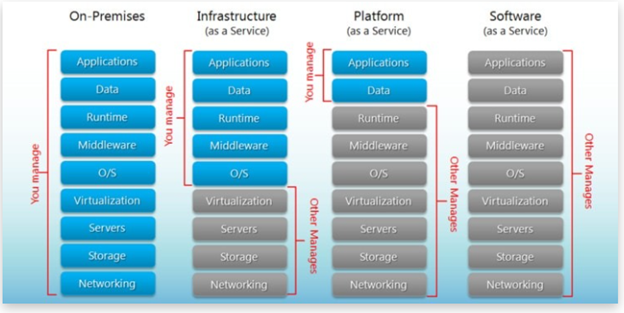 On-Premises
You manage
Applications
Data
Runtime
Middleware
O/S
Virtualization
Servers
Storage
Networking
Infrastructure
(as a Service)
You manage
Applications
Data
Runtime
Middleware
O/S
Virtualization
Servers
Storage
Networking
Other Manages
Platform
(as a Service)
You manage
Applications
Data
Runtime
Middleware
O/S
Virtualization
Servers
Storage
Networking
Other Manages
Software
(as a Service)
Applications
Data
Runtime
Middleware
O/S
Virtualization
Servers
Storage
Networking
Other Manages